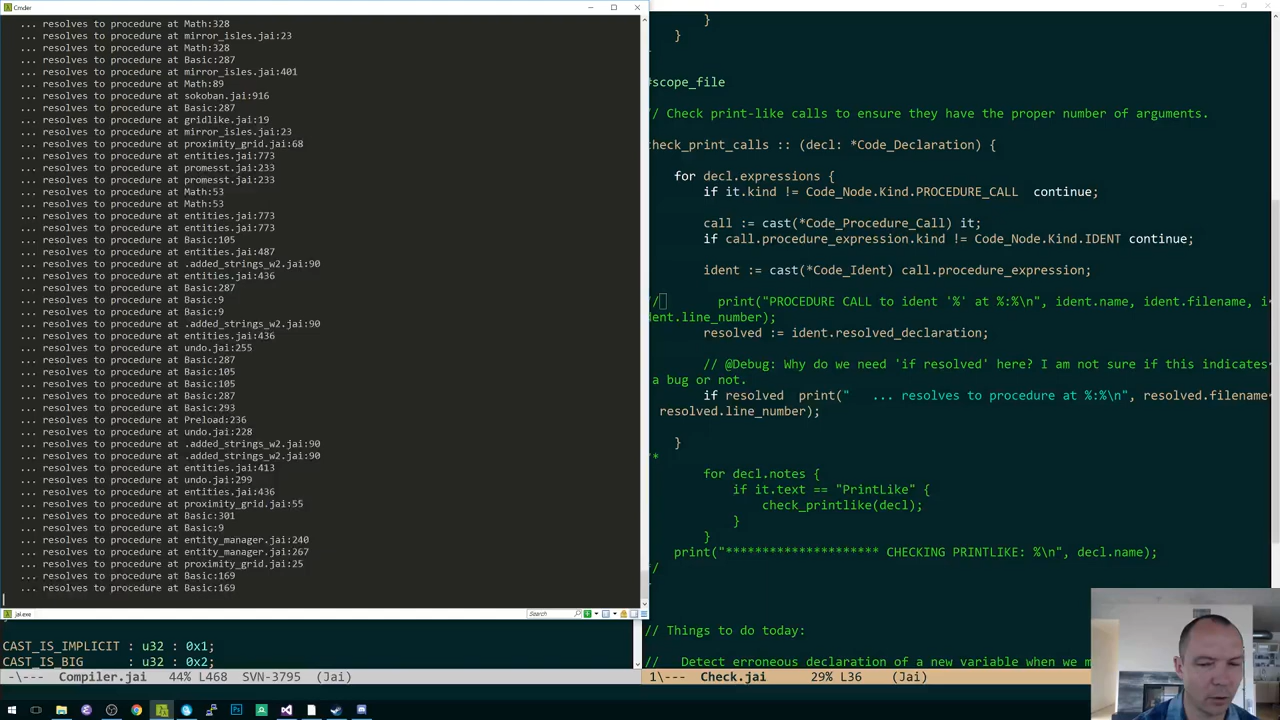 Cmder
... resolves to procedure at Math:328
... resolves to procedure at mirror_isles.jai:23
... resolves to procedure at Math:328
... resolves to procedure at Basic:287
... resolves to procedure at mirror_isles.jai:401
... resolves to procedure at Math:89
... resolves to procedure at sokoban.jai:916
... resolves to procedure at Basic:287
... resolves to procedure at gridlike.jai:19
... resolves to procedure at mirror_isles.jai:23
... resolves to procedure at proximity_grid.jai:68
... resolves to procedure at entities.jai:773
... resolves to procedure at promesst.jai:233
... resolves to procedure at promesst.jai:233
... resolves to procedure at Math:53
... resolves to procedure at Math:53
... resolves to procedure at entities.jai:773
... resolves to procedure at entities.jai:773
... resolves to procedure at Basic:105
... resolves to procedure at entities.jai:487
... resolves to procedure at .added_strings_w2.jai:90
... resolves to procedure at entities.jai:436
... resolves to procedure at Basic:287
... resolves to procedure at Basic:9
... resolves to procedure at Basic:9
... resolves to procedure at .added_strings_w2.jai:90
... resolves to procedure at entities.jai:436
... resolves to procedure at undo.jai:255
... resolves to procedure at Basic:287
... resolves to procedure at Basic:105
... resolves to procedure at Basic:105
... resolves to procedure at Basic:287
... resolves to procedure at Basic:293
... resolves to procedure at Preload:236
... resolves to procedure at undo.jai:228
... resolves to procedure at .added_strings_w2.jai:90
... resolves to procedure at .added_strings_w2.jai:90
... resolves to procedure at entities.jai:413
... resolves to procedure at undo.jai:299
... resolves to procedure at entities.jai:436
... resolves to procedure at proximity_grid.jai:55
... resolves to procedure at Basic:301
... resolves to procedure at Basic:9
... resolves to procedure at entity_manager.jai:240
... resolves to procedure at entity_manager.jai:267
... resolves to procedure at proximity_grid.jai:25
... resolves to procedure at Basic:169
... resolves to procedure at Basic:169
jai.exe
Search
CAST_IS_IMPLICIT : u32 : 0x1;
CAST_IS_BIG      : u32 : 0x2;
-\--- Compiler.jai 44% L468 SVN-3795 (Jai)
}
}
#scope_file
// Check print-like calls to ensure they have the proper number of arguments.
check_print_calls :: (decl: *Code_Declaration) {
for decl.expressions {
if it.kind != Code_Node.Kind.PROCEDURE_CALL  continue;
call := cast(*Code_Procedure_Call) it;
if call.procedure_expression.kind != Code_Node.Kind.IDENT continue;
ident := cast(*Code_Ident) call.procedure_expression;
//        print("PROCEDURE CALL to ident '%' at %:%\n", ident.name, ident.filename, i
dent.line_number);
resolved := ident.resolved_declaration;
// @Debug: Why do we need 'if resolved' here? I am not sure if this indicates
a bug or not.
if resolved  print("   ... resolves to procedure at %:%\n", resolved.filename
resolved.line_number);
}
/*
for decl.notes {
if it.text == "PrintLike" {
check_printlike(decl);
}
}
print("********************* CHECKING PRINTLIKE: %\n", decl.name);
//
// Things to do today:
//   Detect erroneous declaration of a new variable when we m
1\--- Check.jai 29% L36 (Jai)